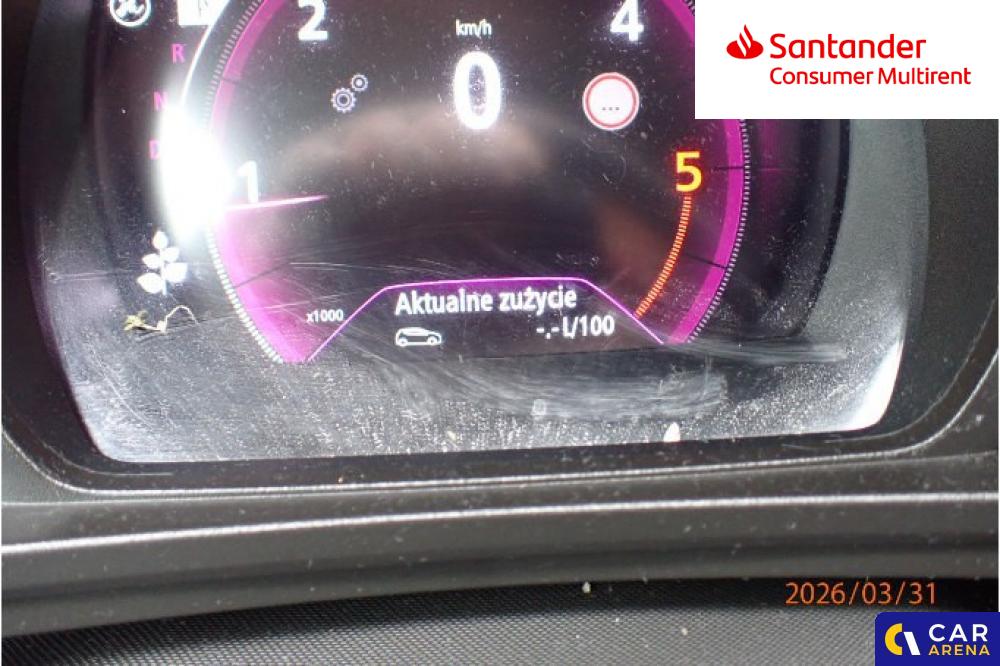 Santander
Consumer Multirent
2
4
km/h
R
0
...
N
D
1
5
Aktualne zużycie
x1000
-.- L/100
2026/03/31
CAR
ARENA